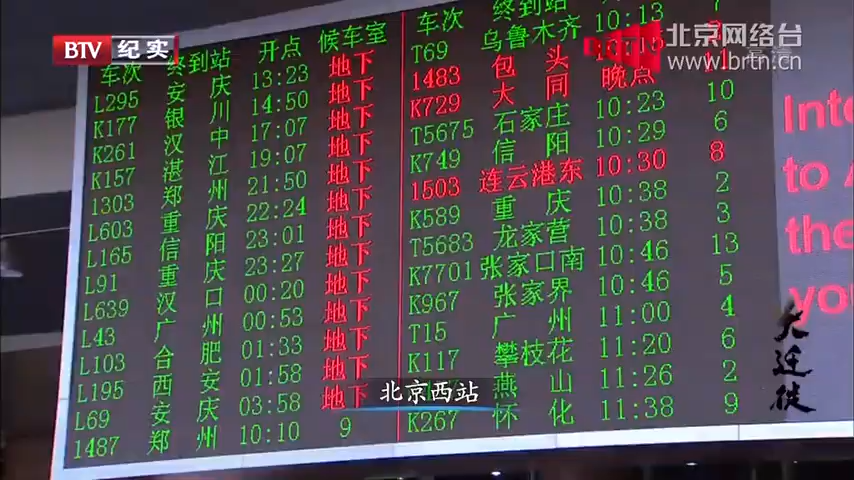 BTV 纪实
北京网络台
www.brtn.cn
车次 终到站 开点 候车室
L295 安庆 13:23 地下
K177 银川 14:50 地下
K261 汉中 17:07 地下
K157 湛江 19:07 地下
1303 郑州 21:50 地下
L603 重庆 22:24 地下
L165 信阳 23:01 地下
L91 重庆 23:27 地下
L639 汉口 00:20 地下
L43 广州 00:53 地下
L103 合肥 01:33 地下
L195 西安 01:58 地下
L69 安庆 03:58 地下
1487 郑州 10:10 9
车次 终到站
T69 乌鲁木齐 10:13 7
1483 包头
K729 大同 晚点 11
T5675 石家庄 10:23 10
K749 信阳 10:29 6
1503 连云港东 10:30 8
K589 重庆 10:38 2
T5683 龙家营 10:38 3
K7701 张家口南 10:46 13
K967 张家界 10:46 5
T15 广州 11:00 4
K117 攀枝花 11:20 6
燕山 11:26 2
K267 怀化 11:38 9
to
the
you
大迁徙
北京西站